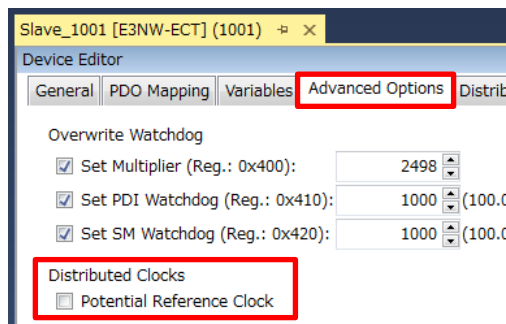 Slave_1001 [E3NW-ECT] (1001)
Device Editor
General PDO Mapping Variables Advanced Options Distrib
Overwrite Watchdog
Set Multiplier (Reg.: 0x400): 2498
Set PDI Watchdog (Reg.: 0x410): 1000 (100.0
Set SM Watchdog (Reg.: 0x420): 1000 (100.0
Distributed Clocks
Potential Reference Clock